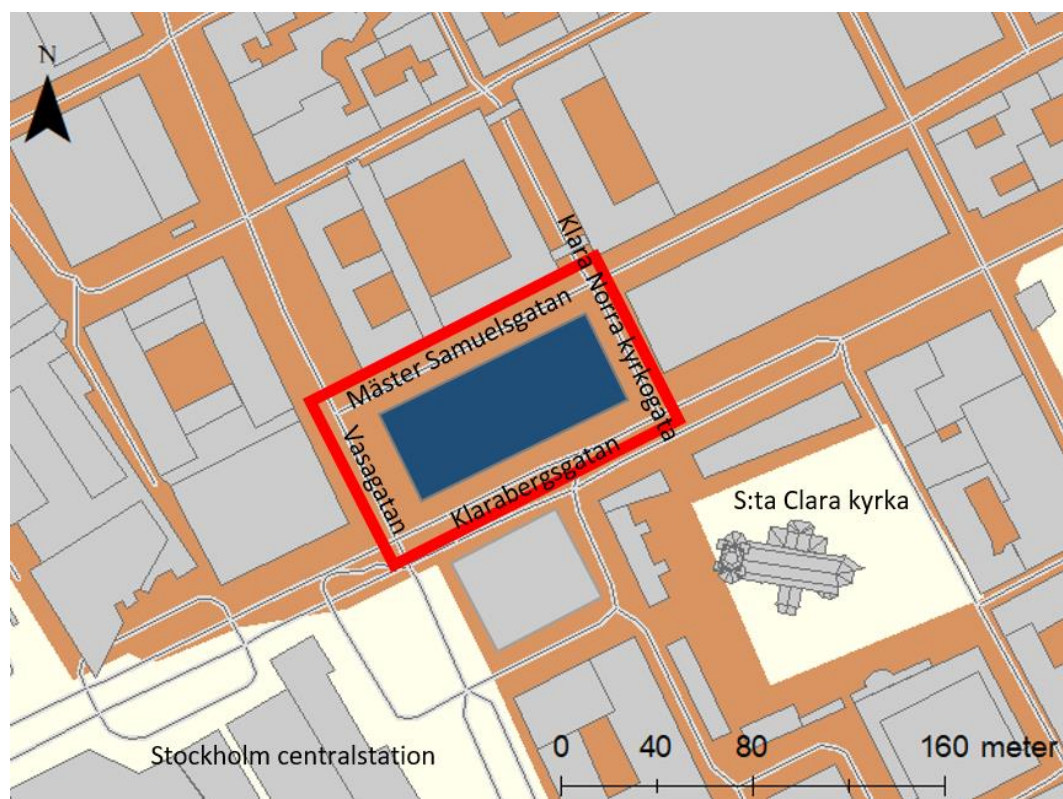 N
Klara Norra kyrkogata
Mäster Samuelsgatan
Vasagatan
Klarabergsgatan
S:ta Clara kyrka
Stockholm centralstation
0 40 80 160 meter